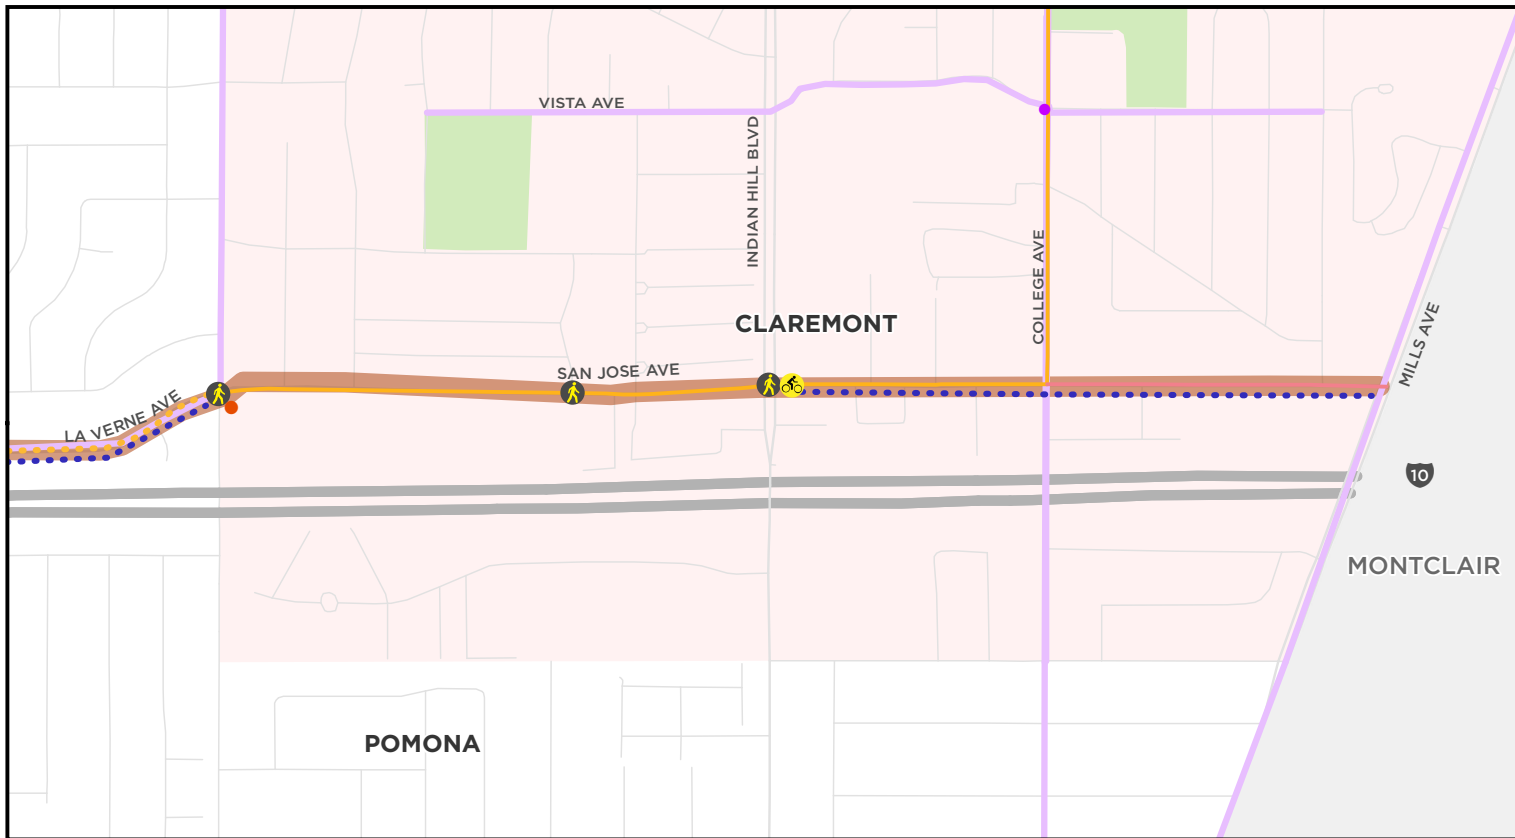 VISTA AVE
INDIAN HILL BLVD
COLLEGE AVE
CLAREMONT
MILLS AVE
SAN JOSE AVE
LA VERNE AVE
10
MONTCLAIR
POMONA